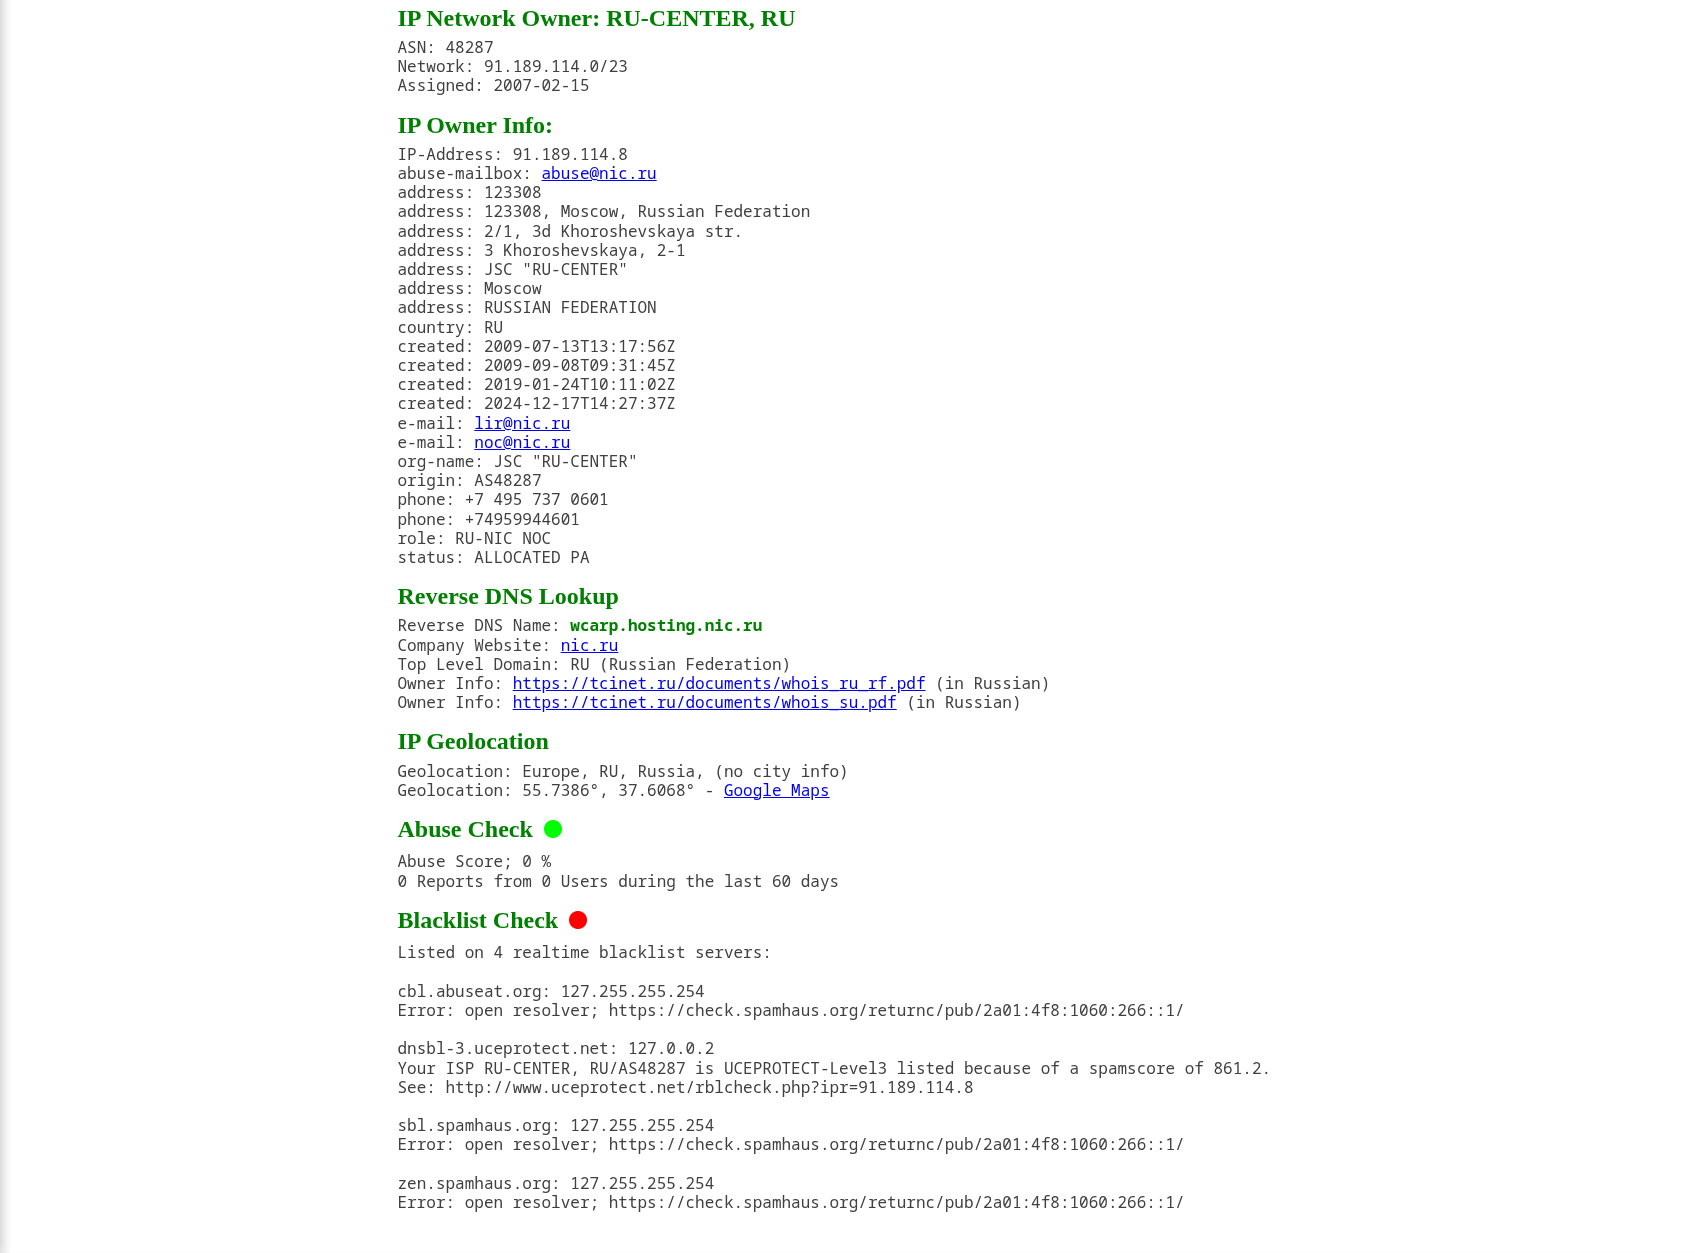 IP Network Owner: RU-CENTER, RU
ASN: 48287
Network: 91.189.114.0/23
Assigned: 2007-02-15
IP Owner Info:
IP-Address: 91.189.114.8
abuse-mailbox: abuse@nic.ru
address: 123308
address: 123308, Moscow, Russian Federation
address: 2/1, 3d Khoroshevskaya str.
address: 3 Khoroshevskaya, 2-1
address: JSC "RU-CENTER"
address: Moscow
address: RUSSIAN FEDERATION
country: RU
created: 2009-07-13T13:17:56Z
created: 2009-09-08T09:31:45Z
created: 2019-01-24T10:11:02Z
created: 2024-12-17T14:27:37Z
e-mail: lir@nic.ru
e-mail: noc@nic.ru
org-name: JSC "RU-CENTER"
origin: AS48287
phone: +7 495 737 0601
phone: +74959944601
role: RU-NIC NOC
status: ALLOCATED PA
Reverse DNS Lookup
Reverse DNS Name: wcarp.hosting.nic.ru
Company Website: nic.ru
Top Level Domain: RU (Russian Federation)
Owner Info: https://tcinet.ru/documents/whois_ru_rf.pdf (in Russian)
Owner Info: https://tcinet.ru/documents/whois_su.pdf (in Russian)
IP Geolocation
Geolocation: Europe, RU, Russia, (no city info)
Geolocation: 55.7386°, 37.6068° - Google Maps
Abuse Check
Abuse Score; 0 %
0 Reports from 0 Users during the last 60 days
Blacklist Check
Listed on 4 realtime blacklist servers:
cbl.abuseat.org: 127.255.255.254
Error: open resolver; https://check.spamhaus.org/returnc/pub/2a01:4f8:1060:266::1/
dnsbl-3.uceprotect.net: 127.0.0.2
Your ISP RU-CENTER, RU/AS48287 is UCEPROTECT-Level3 listed because of a spamscore of 861.2.
See: http://www.uceprotect.net/rblcheck.php?ipr=91.189.114.8
sbl.spamhaus.org: 127.255.255.254
Error: open resolver; https://check.spamhaus.org/returnc/pub/2a01:4f8:1060:266::1/
zen.spamhaus.org: 127.255.255.254
Error: open resolver; https://check.spamhaus.org/returnc/pub/2a01:4f8:1060:266::1/